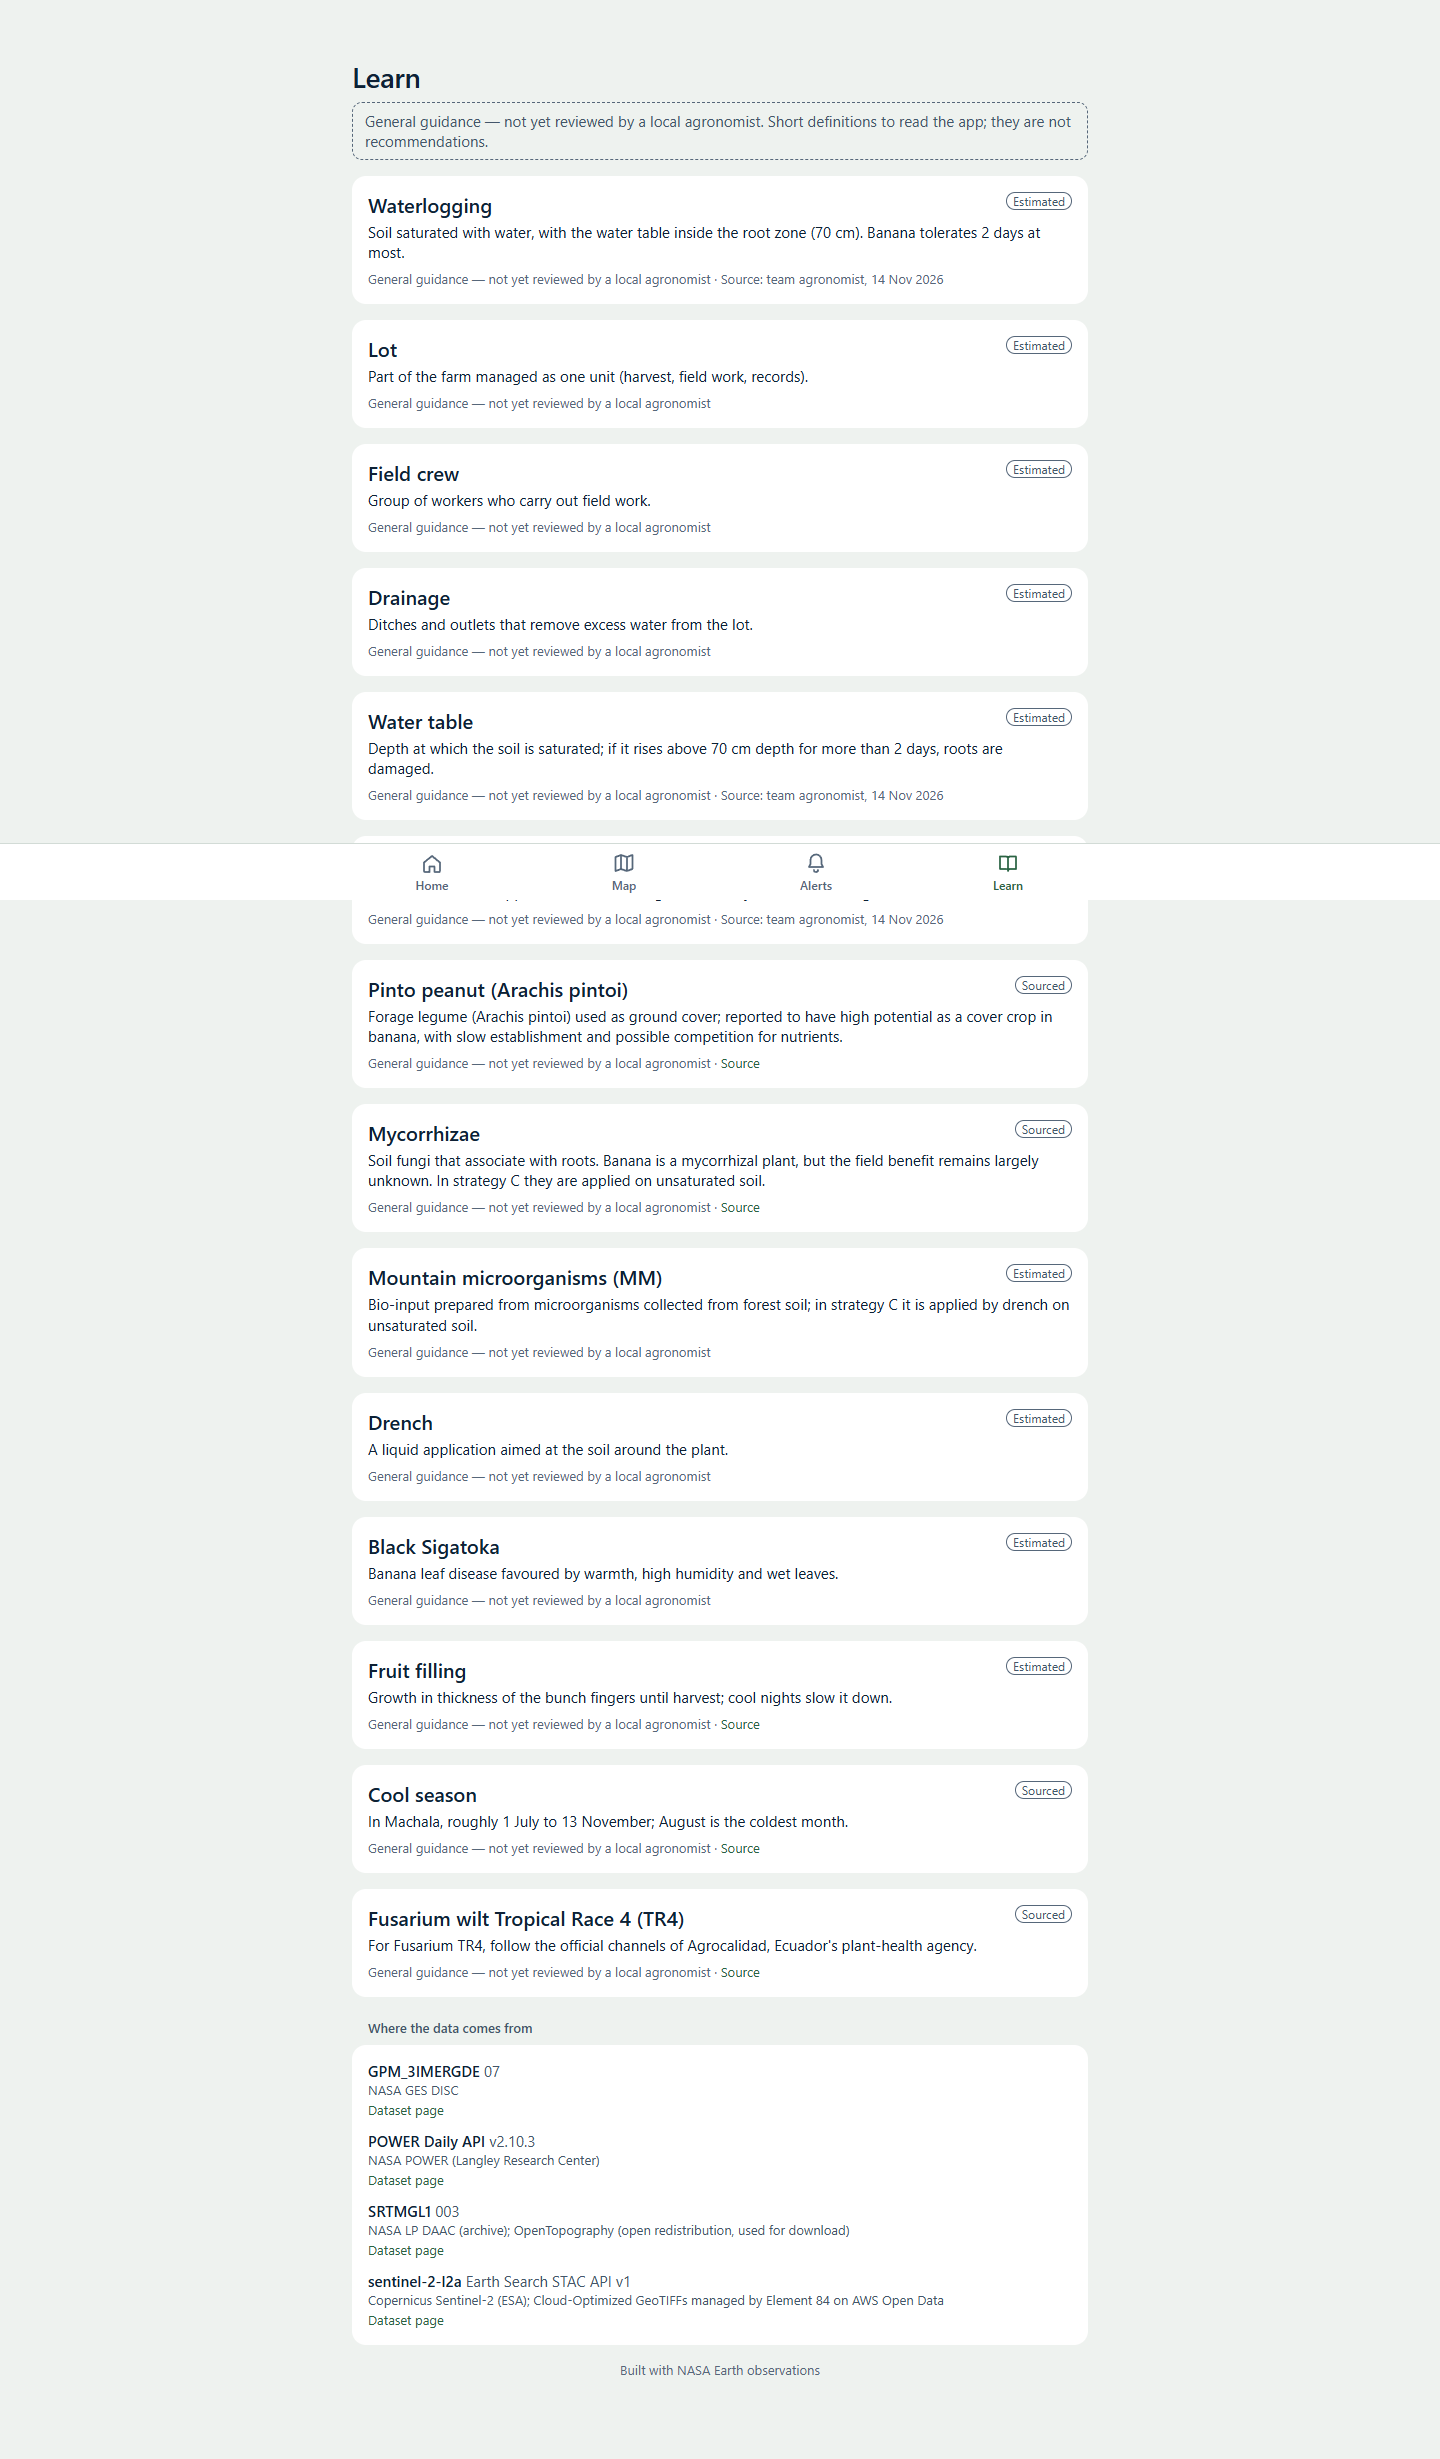 Learn
General guidance — not yet reviewed by a local agronomist. Short definitions to read the app; they are not
recommendations.
Waterlogging
Estimated
Soil saturated with water, with the water table inside the root zone (70 cm). Banana tolerates 2 days at
most.
General guidance — not yet reviewed by a local agronomist · Source: team agronomist, 14 Nov 2026
Lot
Estimated
Part of the farm managed as one unit (harvest, field work, records).
General guidance — not yet reviewed by a local agronomist
Field crew
Estimated
Group of workers who carry out field work.
General guidance — not yet reviewed by a local agronomist
Drainage
Estimated
Ditches and outlets that remove excess water from the lot.
General guidance — not yet reviewed by a local agronomist
Water table
Estimated
Depth at which the soil is saturated; if it rises above 70 cm depth for more than 2 days, roots are
damaged.
General guidance — not yet reviewed by a local agronomist · Source: team agronomist, 14 Nov 2026
Home
Map
Alerts
Learn
General guidance — not yet reviewed by a local agronomist · Source: team agronomist, 14 Nov 2026
Pinto peanut (Arachis pintoi)
Sourced
Forage legume (Arachis pintoi) used as ground cover; reported to have high potential as a cover crop in
banana, with slow establishment and possible competition for nutrients.
General guidance — not yet reviewed by a local agronomist · Source
Mycorrhizae
Sourced
Soil fungi that associate with roots. Banana is a mycorrhizal plant, but the field benefit remains largely
unknown. In strategy C they are applied on unsaturated soil.
General guidance — not yet reviewed by a local agronomist · Source
Mountain microorganisms (MM)
Estimated
Bio-input prepared from microorganisms collected from forest soil; in strategy C it is applied by drench on
unsaturated soil.
General guidance — not yet reviewed by a local agronomist
Drench
Estimated
A liquid application aimed at the soil around the plant.
General guidance — not yet reviewed by a local agronomist
Black Sigatoka
Estimated
Banana leaf disease favoured by warmth, high humidity and wet leaves.
General guidance — not yet reviewed by a local agronomist
Fruit filling
Estimated
Growth in thickness of the bunch fingers until harvest; cool nights slow it down.
General guidance — not yet reviewed by a local agronomist · Source
Cool season
Sourced
In Machala, roughly 1 July to 13 November; August is the coldest month.
General guidance — not yet reviewed by a local agronomist · Source
Fusarium wilt Tropical Race 4 (TR4)
Sourced
For Fusarium TR4, follow the official channels of Agrocalidad, Ecuador's plant-health agency.
General guidance — not yet reviewed by a local agronomist · Source
Where the data comes from
GPM_3IMERGDE 07
NASA GES DISC
Dataset page
POWER Daily API v2.10.3
NASA POWER (Langley Research Center)
Dataset page
SRTMGL1 003
NASA LP DAAC (archive); OpenTopography (open redistribution, used for download)
Dataset page
sentinel-2-l2a Earth Search STAC API v1
Copernicus Sentinel-2 (ESA); Cloud-Optimized GeoTIFFs managed by Element 84 on AWS Open Data
Dataset page
Built with NASA Earth observations